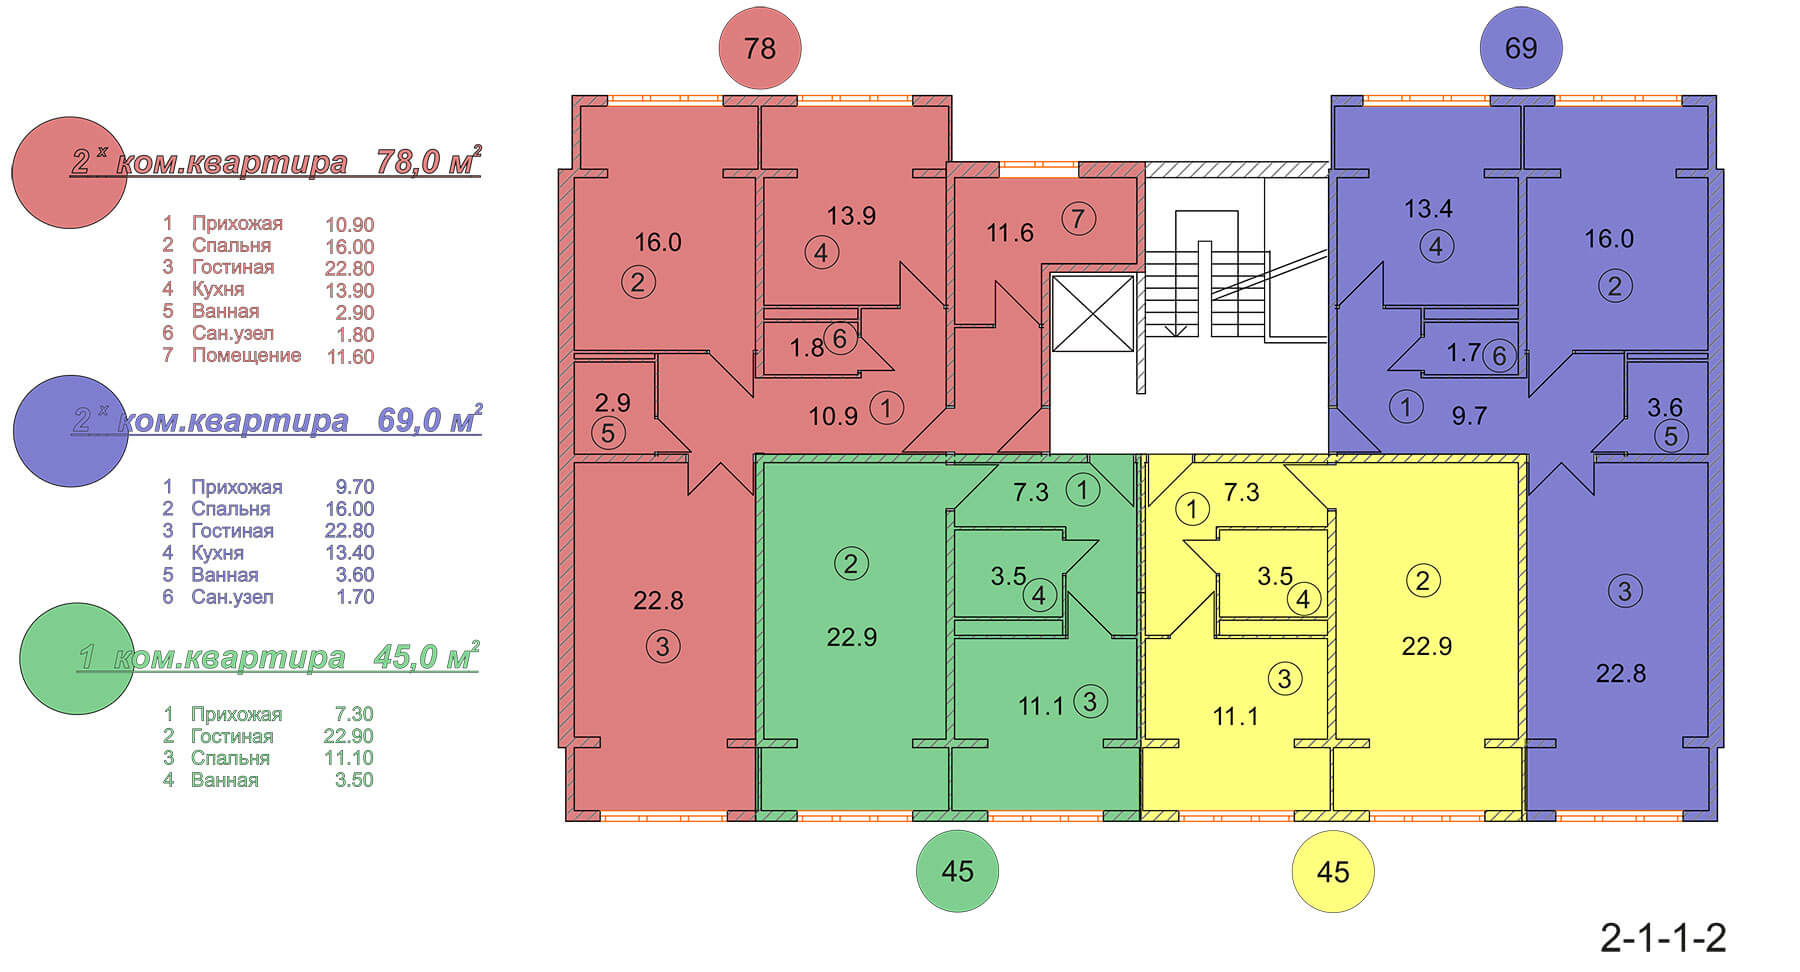 2 х ком.квартира 78,0 м²
1 Прихожая 10.90
2 Спальня 16.00
3 Гостиная 22.80
4 Кухня 13.90
5 Ванная 2.90
6 Сан.узел 1.80
7 Помещение 11.60
2 х ком.квартира 69,0 м²
1 Прихожая 9.70
2 Спальня 16.00
3 Гостиная 22.80
4 Кухня 13.40
5 Ванная 3.60
6 Сан.узел 1.70
1 ком.квартира 45,0 м²
1 Прихожая 7.30
2 Гостиная 22.90
3 Спальня 11.10
4 Ванная 3.50
78
69
16.0
2
13.9
4
11.6
7
13.4
4
16.0
2
1.8
6
1.7
6
2.9
5
10.9
1
1
9.7
3.6
5
7.3
1
1
7.3
2
22.9
3.5
4
3.5
4
2
22.9
22.8
3
3
22.8
11.1
3
3
11.1
45
45
2-1-1-2